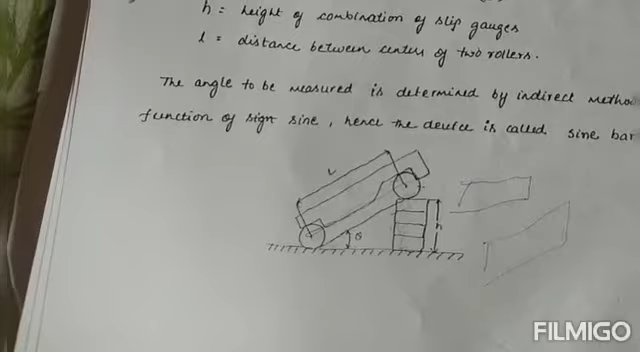 h = height of combination of slip gauges
l = distance between centers of two rollers.
The angle to be measured is determined by indirect metho
function of sign sine, hence the device is called sine bar
L
θ
h
FILMIGO